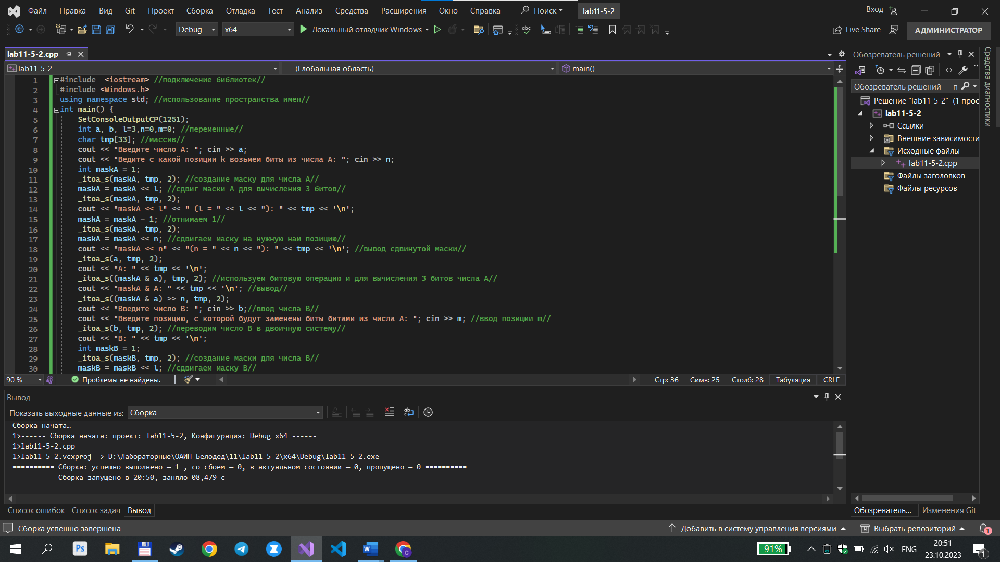 Файл Правка Вид Git Проект Сборка Отладка Тест Анализ Средства Расширения Окно Справка Поиск lab11-5-2 Вход
Debug x64 Локальный отладчик Windows Live Share АДМИНИСТРАТОР
lab11-5-2.cpp
lab11-5-2 (Глобальная область) main()
1 #include  <iostream> //подключение библиотек//
2 #include <Windows.h>
3 using namespace std; //использование пространства имен//
4 int main() {
5 SetConsoleOutputCP(1251);
6 int a, b, l=3,n=0,m=0; //переменные//
7 char tmp[33]; //массив//
8 cout << "Введите число A: "; cin >> a;
9 cout << "Ведите с какой позиции k возьмем биты из числа A: "; cin >> n;
10 int maskA = 1;
11 _itoa_s(maskA, tmp, 2); //создание маску для числа A//
12 maskA = maskA << l; //сдвиг маски A для вычисления 3 битов//
13 _itoa_s(maskA, tmp, 2);
14 cout << "maskA << l" << " (l = " << l << "): " << tmp << '\n';
15 maskA = maskA - 1; //отнимаем 1//
16 _itoa_s(maskA, tmp, 2);
17 maskA = maskA << n; //сдвигаем маску на нужную нам позицию//
18 cout << "maskA << n" << "(n = " << n << "): " << tmp << '\n'; //вывод сдвинутой маски//
19 _itoa_s(a, tmp, 2);
20 cout << "A: " << tmp << '\n';
21 _itoa_s((maskA & a), tmp, 2); //используем битовую операцию и для вычисления 3 битов числа A//
22 cout << "maskA & A: " << tmp << '\n'; //вывод//
23 _itoa_s((maskA & a) >> n, tmp, 2);
24 cout << "Введите число B: "; cin >> b;//ввод числа B//
25 cout << "Введите позицию, с которой будут заменены биты битами из числа A: "; cin >> m; //ввод позиции m//
26 _itoa_s(b, tmp, 2); //переводим число B в двоичную систему//
27 cout << "B: " << tmp << '\n';
28 int maskB = 1;
29 _itoa_s(maskB, tmp, 2); //создание маски для числа B//
30 maskB = maskB << l; //сдвигаем маску B//
90 % Проблемы не найдены. Стр: 36 Симв: 25 Столб: 28 Табуляция CRLF
Вывод
Показать выходные данные из: Сборка
Сборка начата…
1>------ Сборка начата: проект: lab11-5-2, Конфигурация: Debug x64 ------
1>lab11-5-2.cpp
1>lab11-5-2.vcxproj -> D:\Лабораторные\ОАИП Белодед\11\lab11-5-2\x64\Debug\lab11-5-2.exe
========== Сборка: успешно выполнено — 1 , со сбоем — 0, в актуальном состоянии — 0, пропущено — 0 ==========
========== Сборка запущено в 20:50, заняло 08,479 с ==========
Список ошибок Список задач Вывод
Обозреватель решений
Обозреватель решений — п
Решение "lab11-5-2" (1 прое
lab11-5-2
Ссылки
Внешние зависимости
Исходные файлы
lab11-5-2.cpp
Файлы заголовков
Файлы ресурсов
Обозреватель... Изменения Git
Средства диагностики
Сборка успешно завершена Добавить в систему управления версиями Выбрать репозиторий 1
Ps 91% ENG 20:51
23.10.2023 1